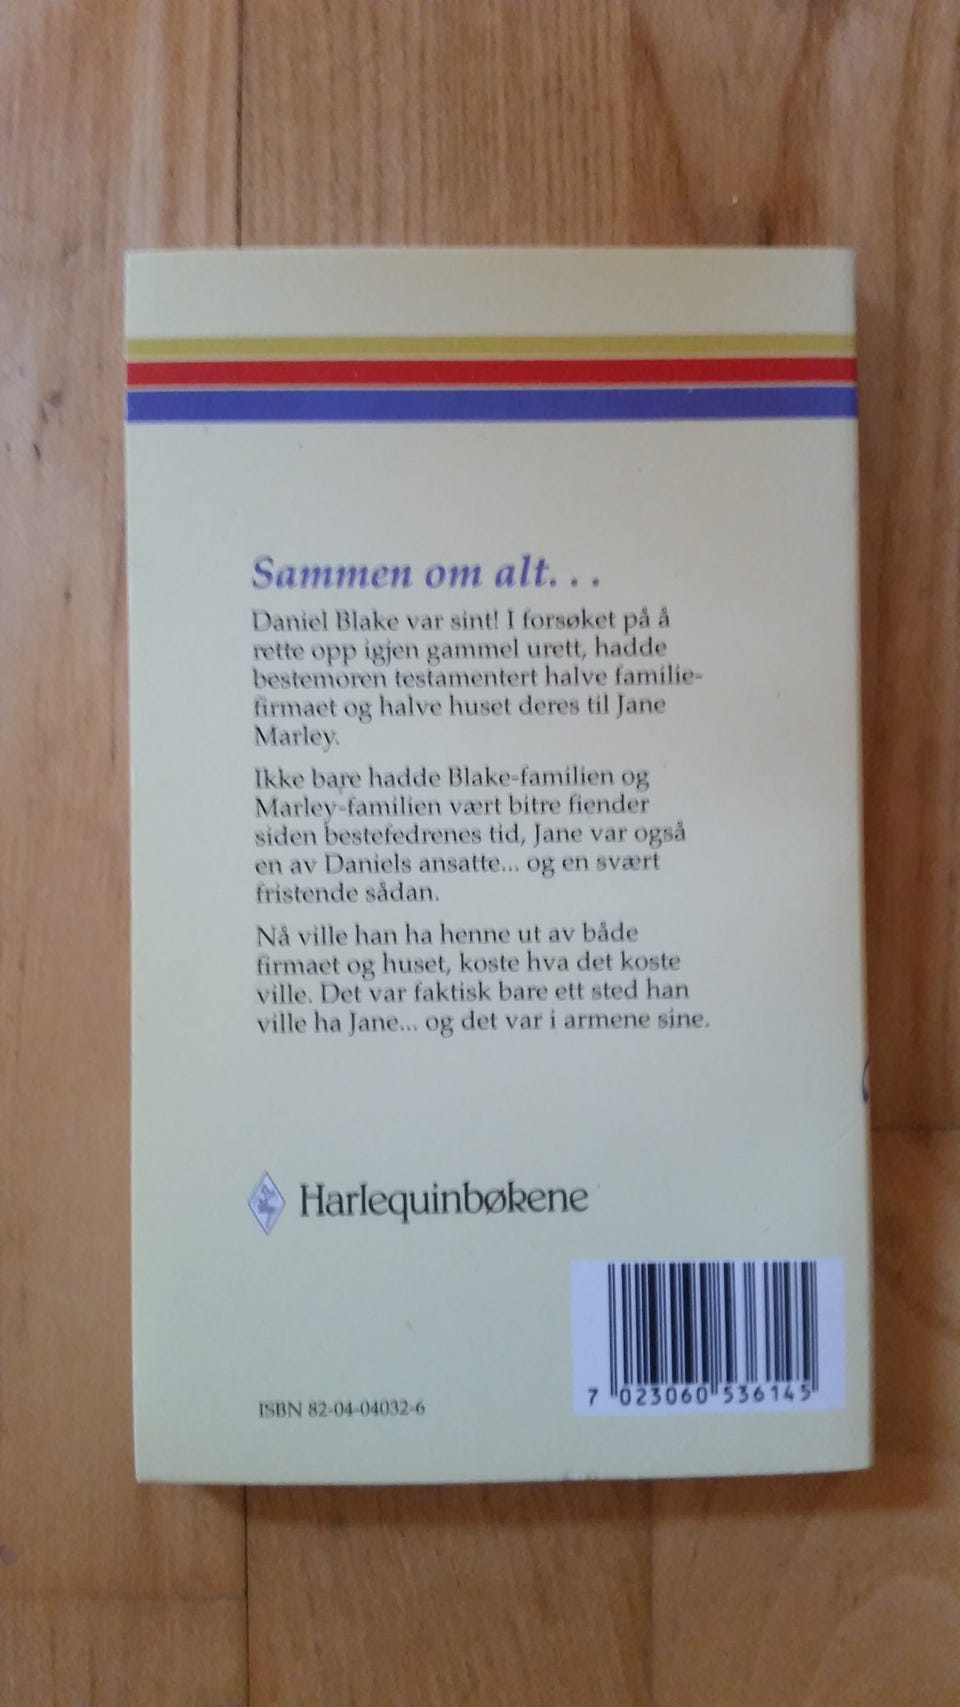 Sammen om alt. . .
Daniel Blake var sint! I forsøket på å
rette opp igjen gammel urett, hadde
bestemoren testamentert halve familie-
firmaet og halve huset deres til Jane
Marley.
Ikke bare hadde Blake-familien og
Marley-familien vært bitre fiender
siden bestefedrenes tid, Jane var også
en av Daniels ansatte... og en svært
fristende sådan.
Nå ville han ha henne ut av både
firmaet og huset, koste hva det koste
ville. Det var faktisk bare ett sted han
ville ha Jane... og det var i armene sine.
Harlequinbøkene
ISBN 82-04-04032-6
7 023060 536145